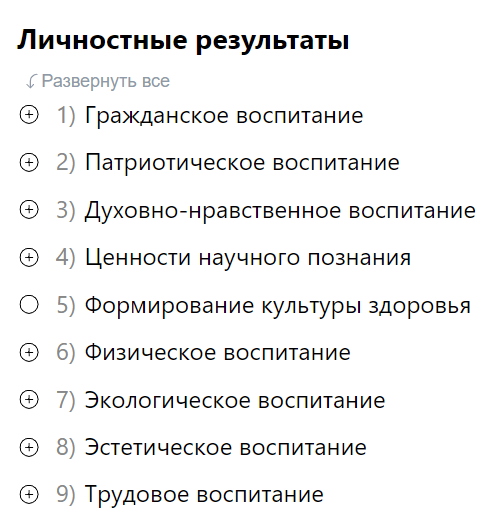 Личностные результаты
Развернуть все
1) Гражданское воспитание
2) Патриотическое воспитание
3) Духовно-нравственное воспитание
4) Ценности научного познания
5) Формирование культуры здоровья
6) Физическое воспитание
7) Экологическое воспитание
8) Эстетическое воспитание
9) Трудовое воспитание